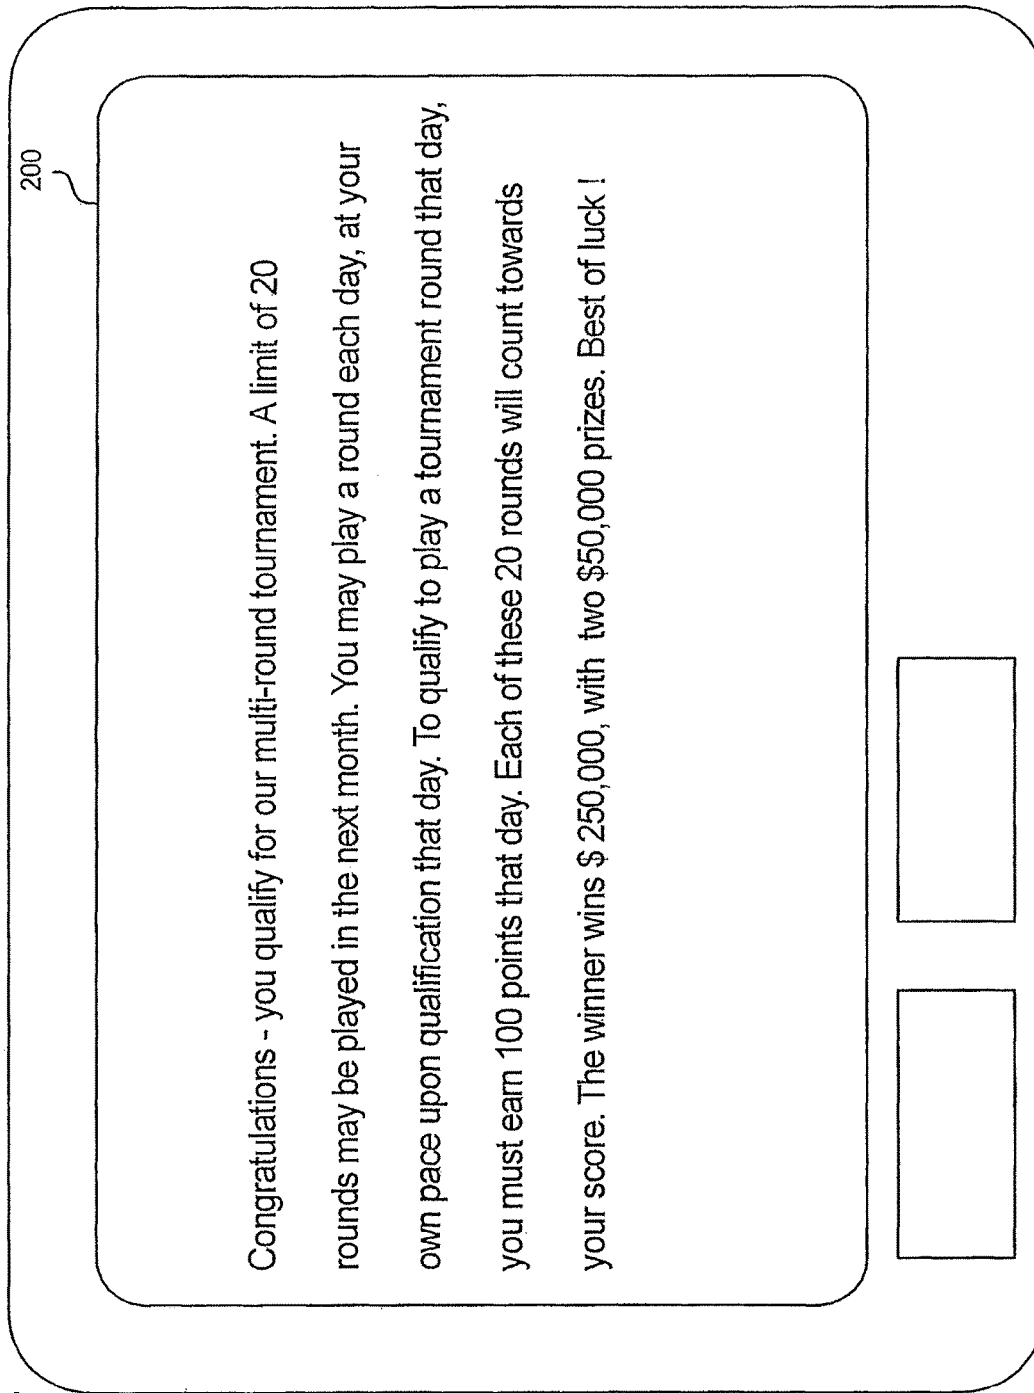 200
Congratulations - you qualify for our multi-round tournament. A limit of 20
rounds may be played in the next month. You may play a round each day, at your
own pace upon qualification that day. To qualify to play a tournament round that day,
you must earn 100 points that day. Each of these 20 rounds will count towards
your score. The winner wins $ 250,000, with two $50,000 prizes. Best of luck !